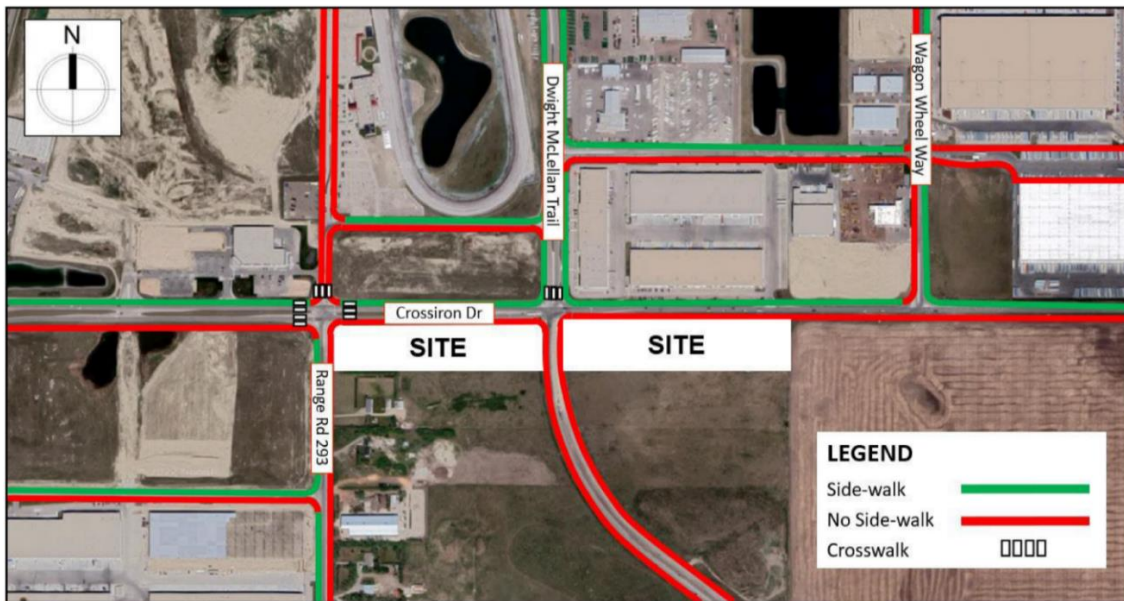 N
Dwight McLellan Trail
Wagon Wheel Way
Crossiron Dr
SITE
SITE
Range Rd 293
LEGEND
Side-walk
No Side-walk
Crosswalk